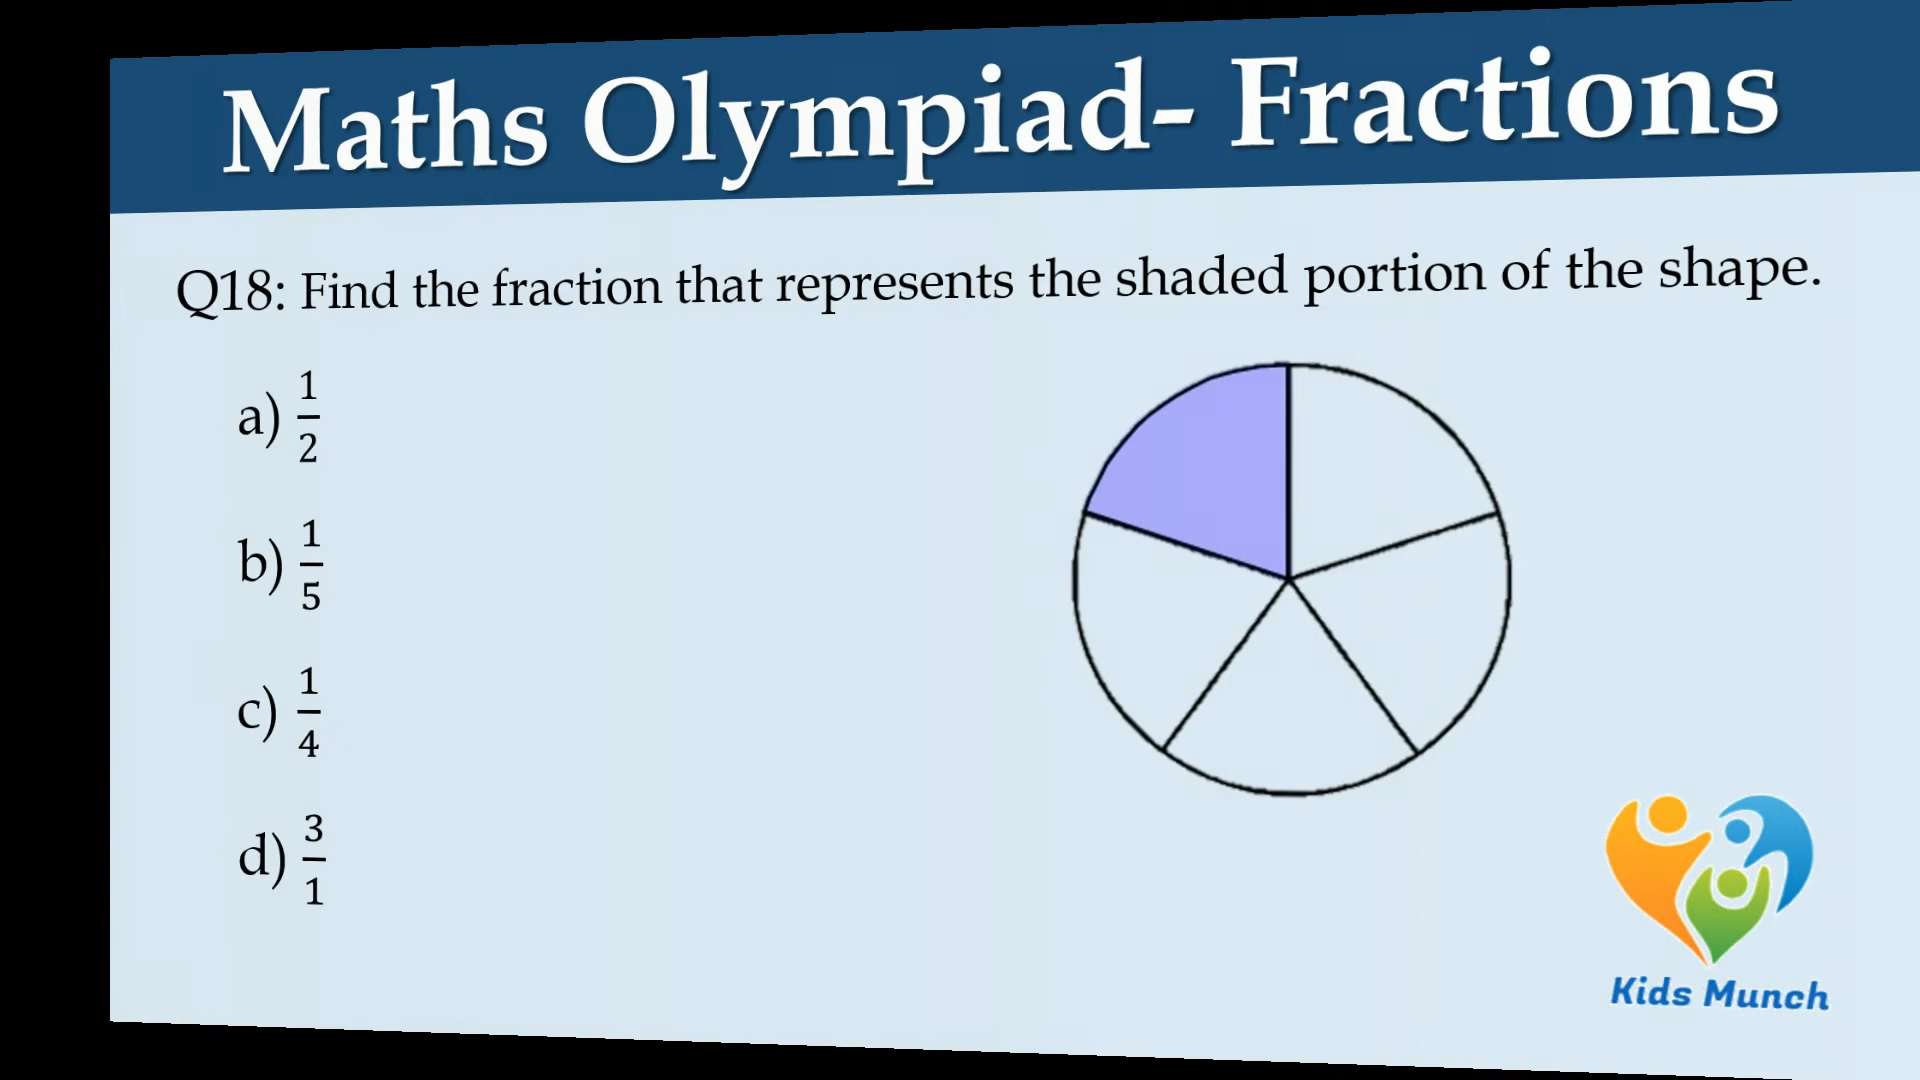 Maths Olympiad- Fractions
Q18: Find the fraction that represents the shaded portion of the shape.
a) 1/2
b) 1/5
c) 1/4
d) 3/1
Kids Munch